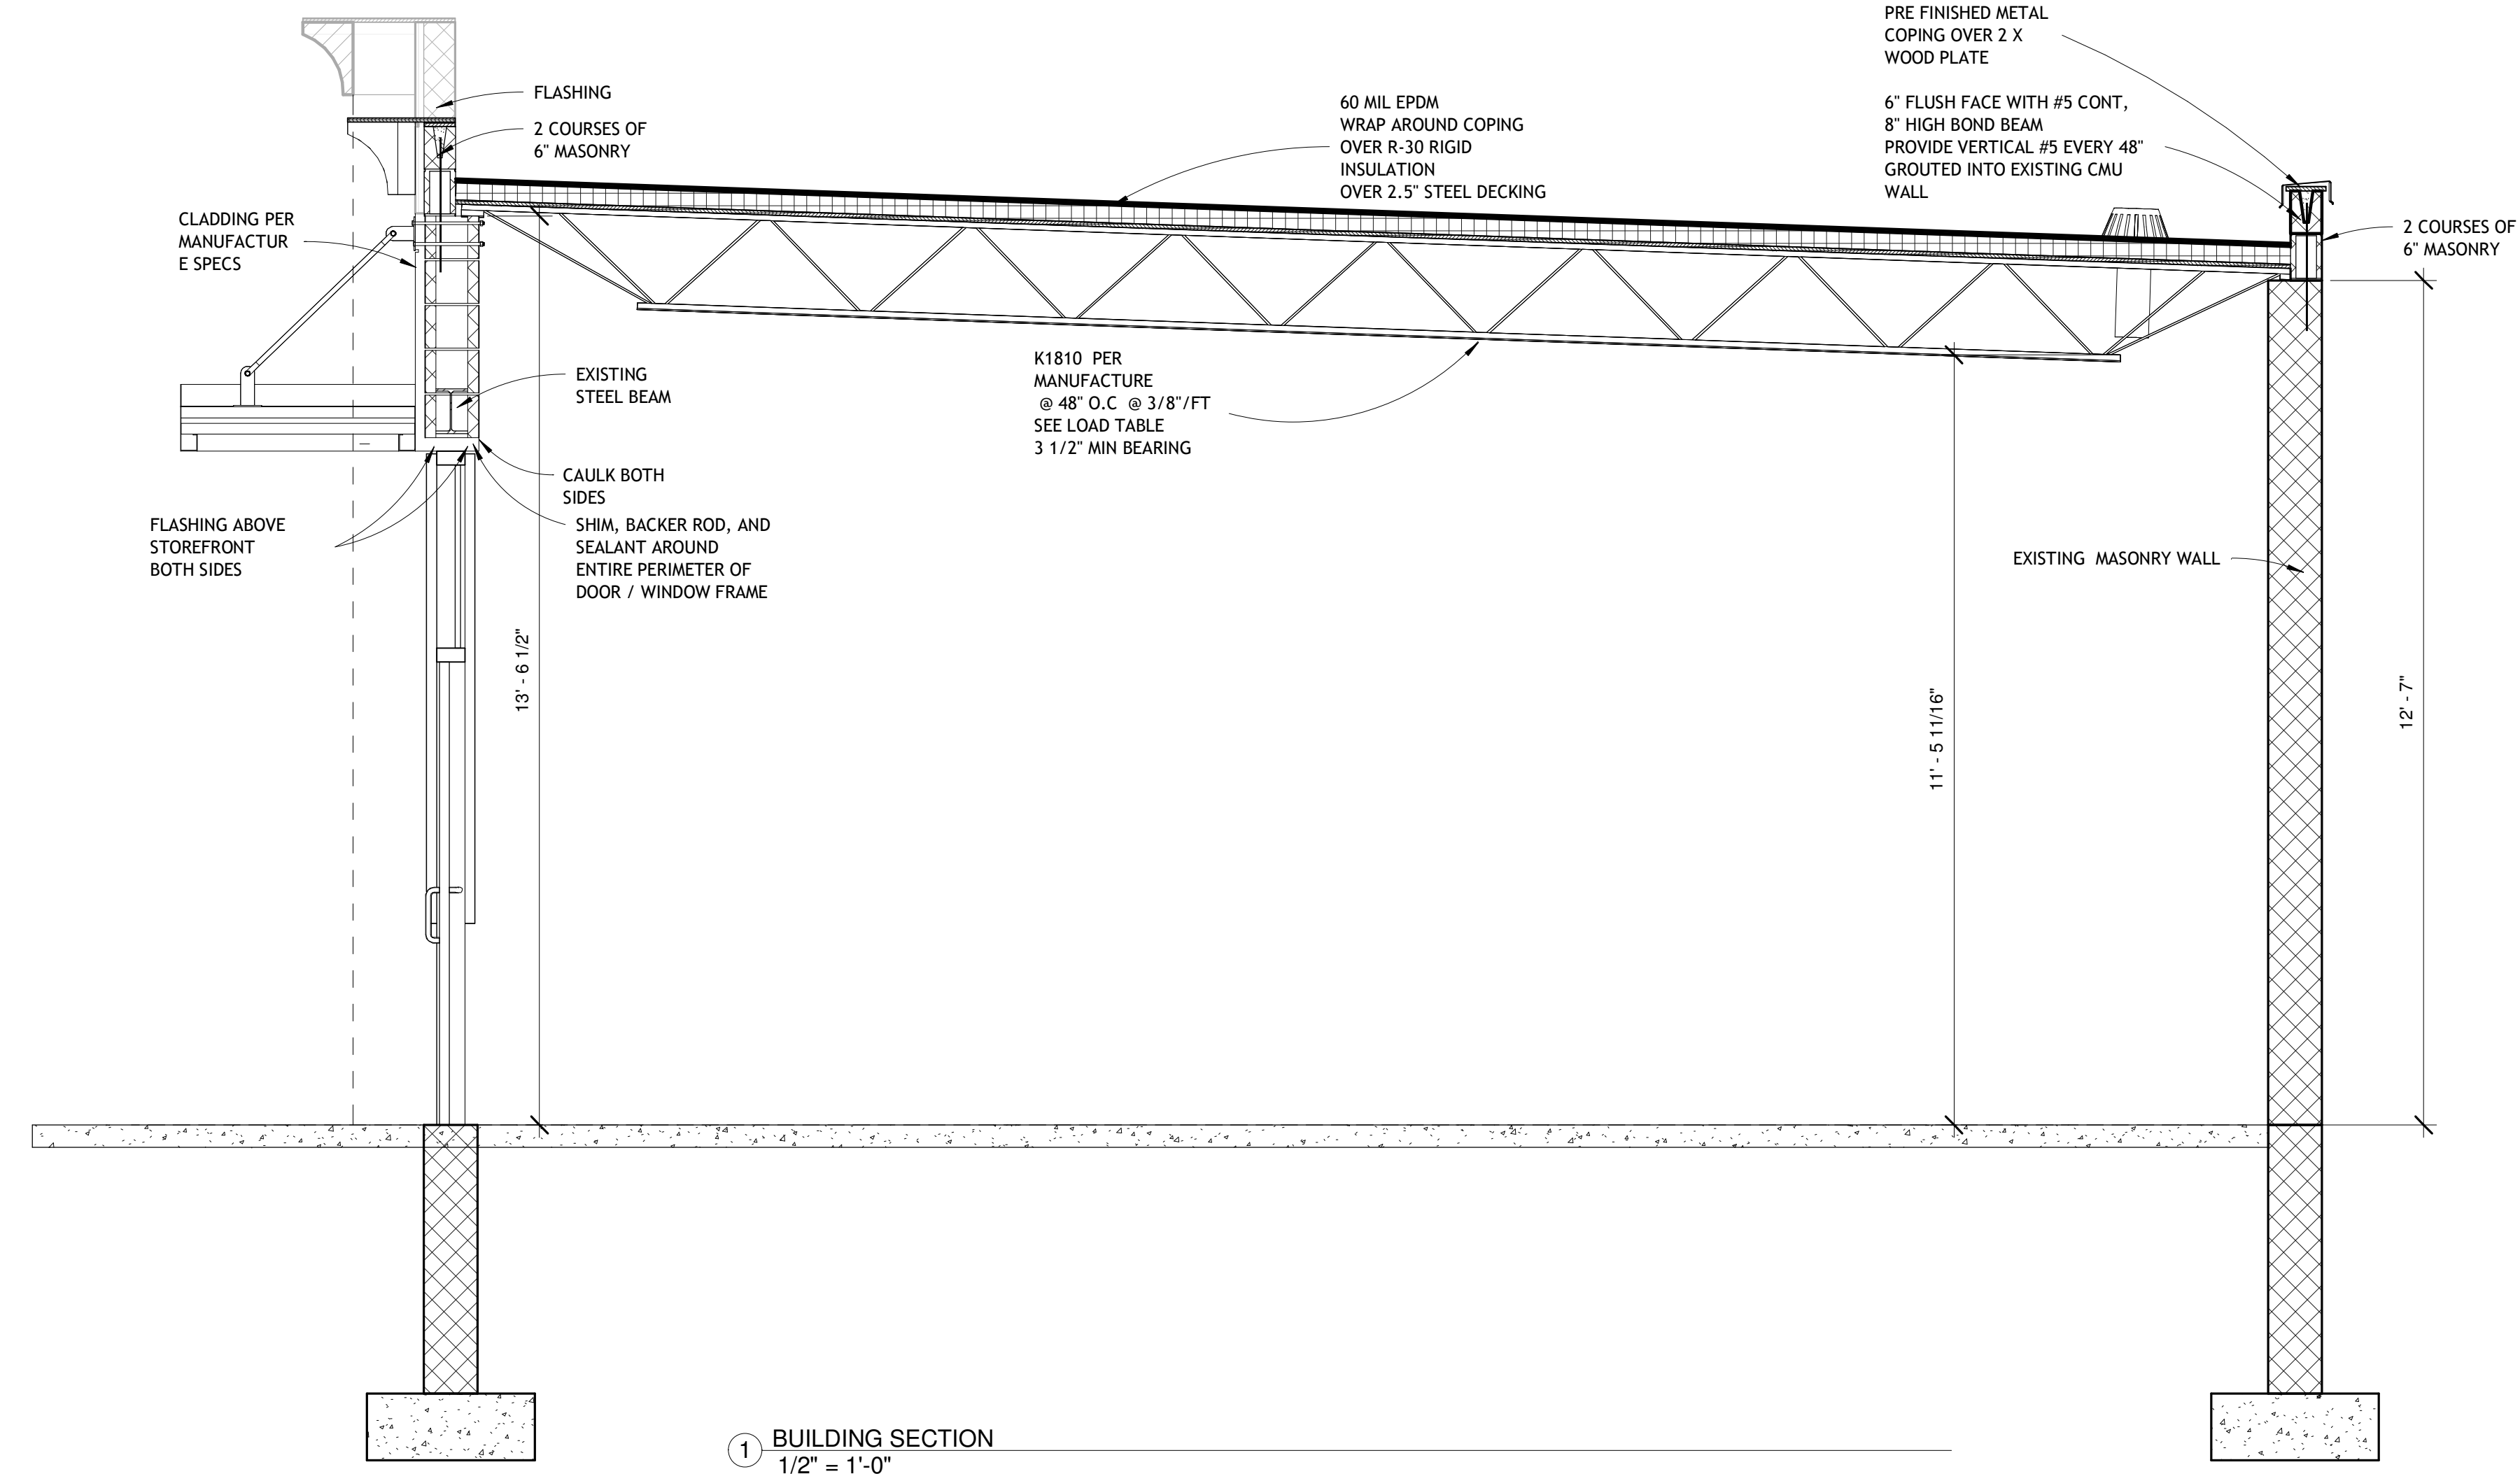 PRE FINISHED METAL
COPING OVER 2 X
WOOD PLATE
FLASHING
2 COURSES OF
6" MASONRY
60 MIL EPDM
WRAP AROUND COPING
OVER R-30 RIGID
INSULATION
OVER 2.5" STEEL DECKING
6" FLUSH FACE WITH #5 CONT,
8" HIGH BOND BEAM
PROVIDE VERTICAL #5 EVERY 48"
GROUTED INTO EXISTING CMU
WALL
CLADDING PER
MANUFACTUR
E SPECS
2 COURSES OF
6" MASONRY
EXISTING
STEEL BEAM
K1810 PER
MANUFACTURE
@ 48" O.C @ 3/8"/FT
SEE LOAD TABLE
3 1/2" MIN BEARING
CAULK BOTH
SIDES
FLASHING ABOVE
STOREFRONT
BOTH SIDES
SHIM, BACKER ROD, AND
SEALANT AROUND
ENTIRE PERIMETER OF
DOOR / WINDOW FRAME
EXISTING MASONRY WALL
13' - 6 1/2"
11' - 5 11/16"
12' - 7"
1 BUILDING SECTION
1/2" = 1'-0"